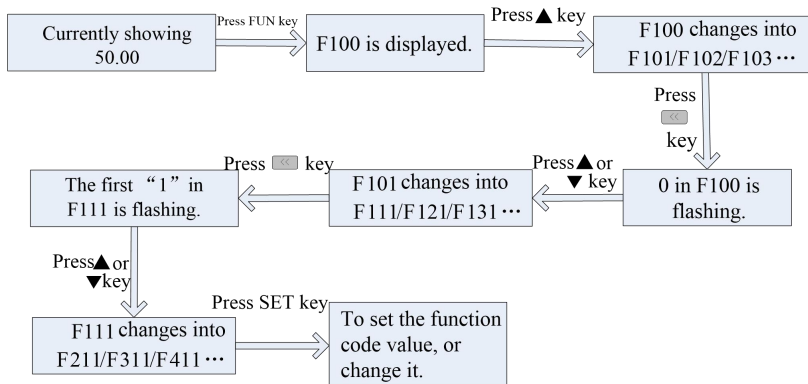 Currently showing
50.00
Press FUN key
F100 is displayed.
Press▲ key
F100 changes into
F101/F102/F103⋯
Press
<<
key
0 in F100 is
flashing.
Press▲ or
▼ key
F101 changes into
F111/F121/F131⋯
Press << key
The first “1” in
F111 is flashing.
Press▲ or
▼key
F111 changes into
F211/F311/F411⋯
Press SET key
To set the function
code value, or
change it.